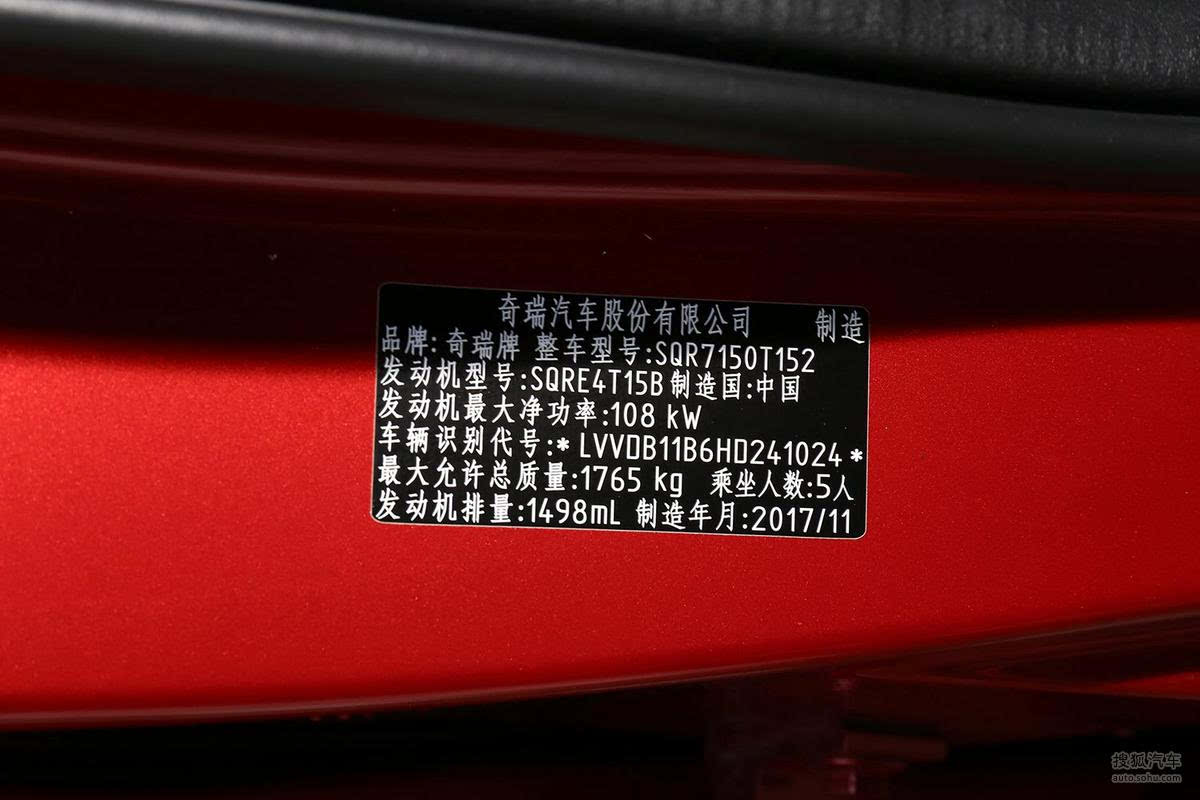 奇瑞汽车股份有限公司 制造
品牌:奇瑞牌 整车型号:SQR7150T152
发动机型号:SQRE4T15B 制造国:中国
发动机最大净功率:108 kW
车辆识别代号:*LVVDB11B6HD241024*
最大允许总质量:1765 kg 乘坐人数:5人
发动机排量:1498mL 制造年月:2017/11
搜狐汽车
auto.sohu.com